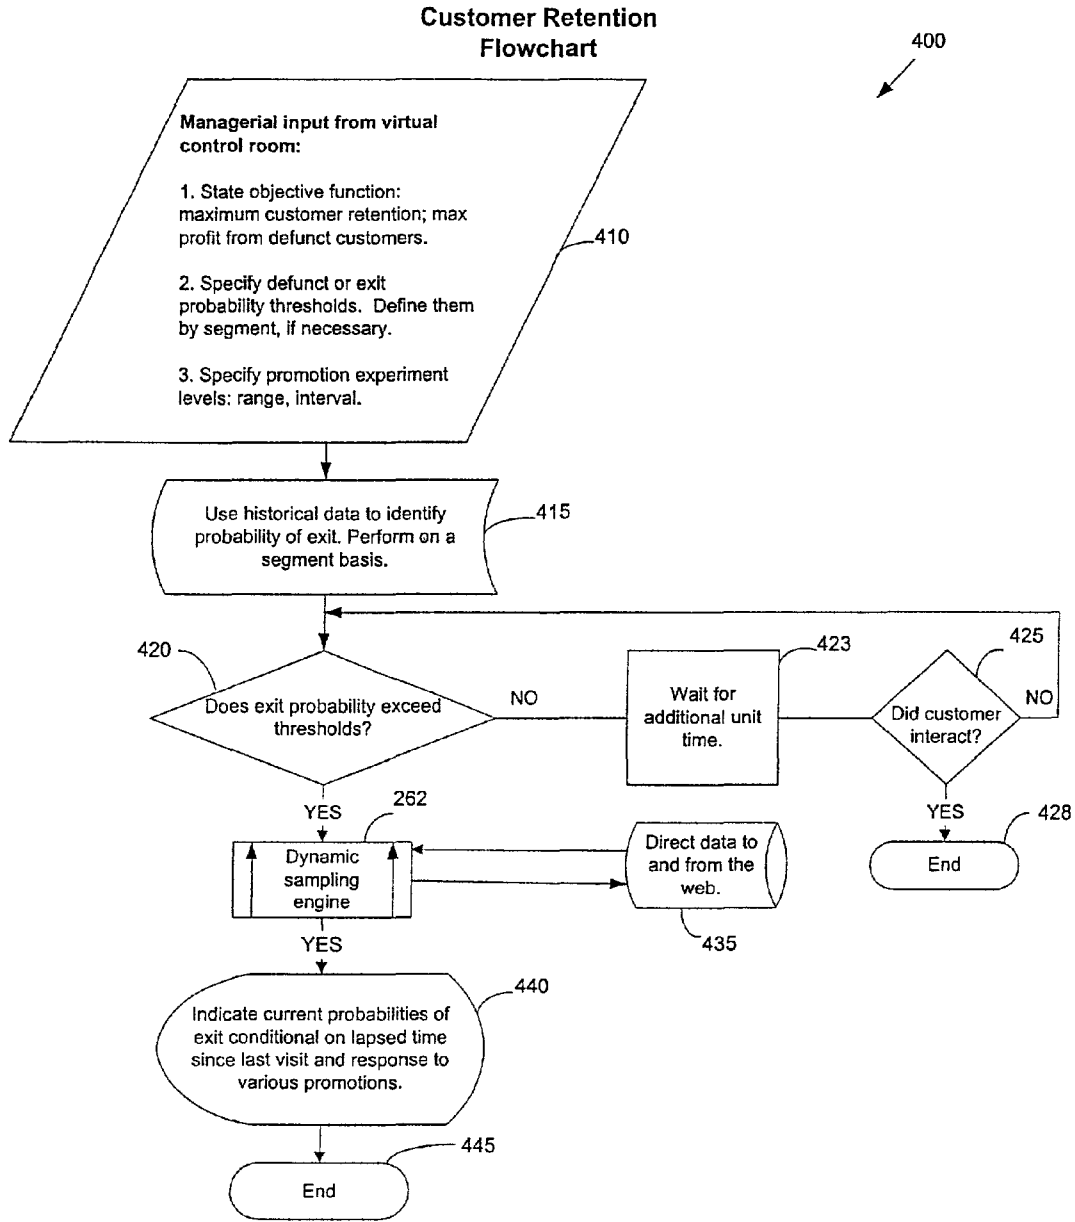 Customer Retention
Flowchart
400
Managerial input from virtual
control room:
1. State objective function:
maximum customer retention; max
profit from defunct customers.
410
2. Specify defunct or exit
probability thresholds.  Define them
by segment, if necessary.
3. Specify promotion experiment
levels: range, interval.
Use historical data to identify
probability of exit. Perform on a
segment basis.
415
420
Does exit probability exceed
thresholds?
NO
423
Wait for
additional unit
time.
425
Did customer
interact?
NO
YES
262
Dynamic
sampling
engine
Direct data to
and from the
web.
435
YES
428
End
YES
440
Indicate current probabilities of
exit conditional on lapsed time
since last visit and response to
various promotions.
445
End